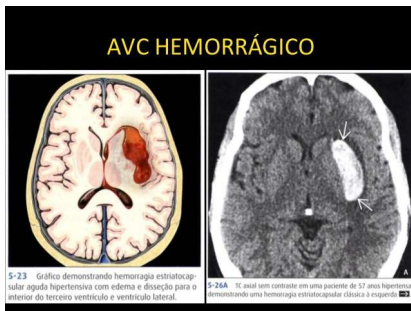 AVC HEMORRÁGICO
5-23 Gráfico demonstrando hemorragia estriatocap-
sular aguda hipertensiva com edema e disseção para o
interior do terceiro ventrículo e ventrículo lateral.
A
5-26A TC axial sem contraste em uma paciente de 57 anos hipertensa
demonstrando uma hemorragia estriatocapsular clássica à esquerda